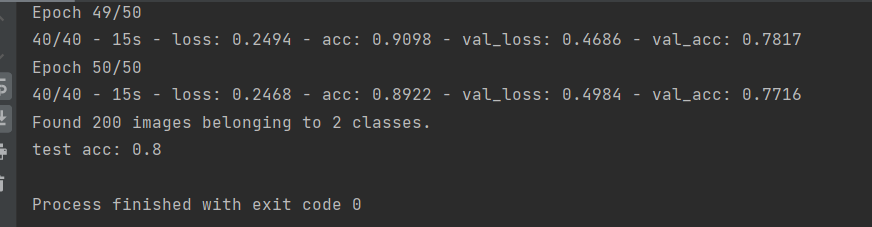 Epoch 49/50
40/40 - 15s - loss: 0.2494 - acc: 0.9098 - val_loss: 0.4686 - val_acc: 0.7817
Epoch 50/50
40/40 - 15s - loss: 0.2468 - acc: 0.8922 - val_loss: 0.4984 - val_acc: 0.7716
Found 200 images belonging to 2 classes.
test acc: 0.8
Process finished with exit code 0